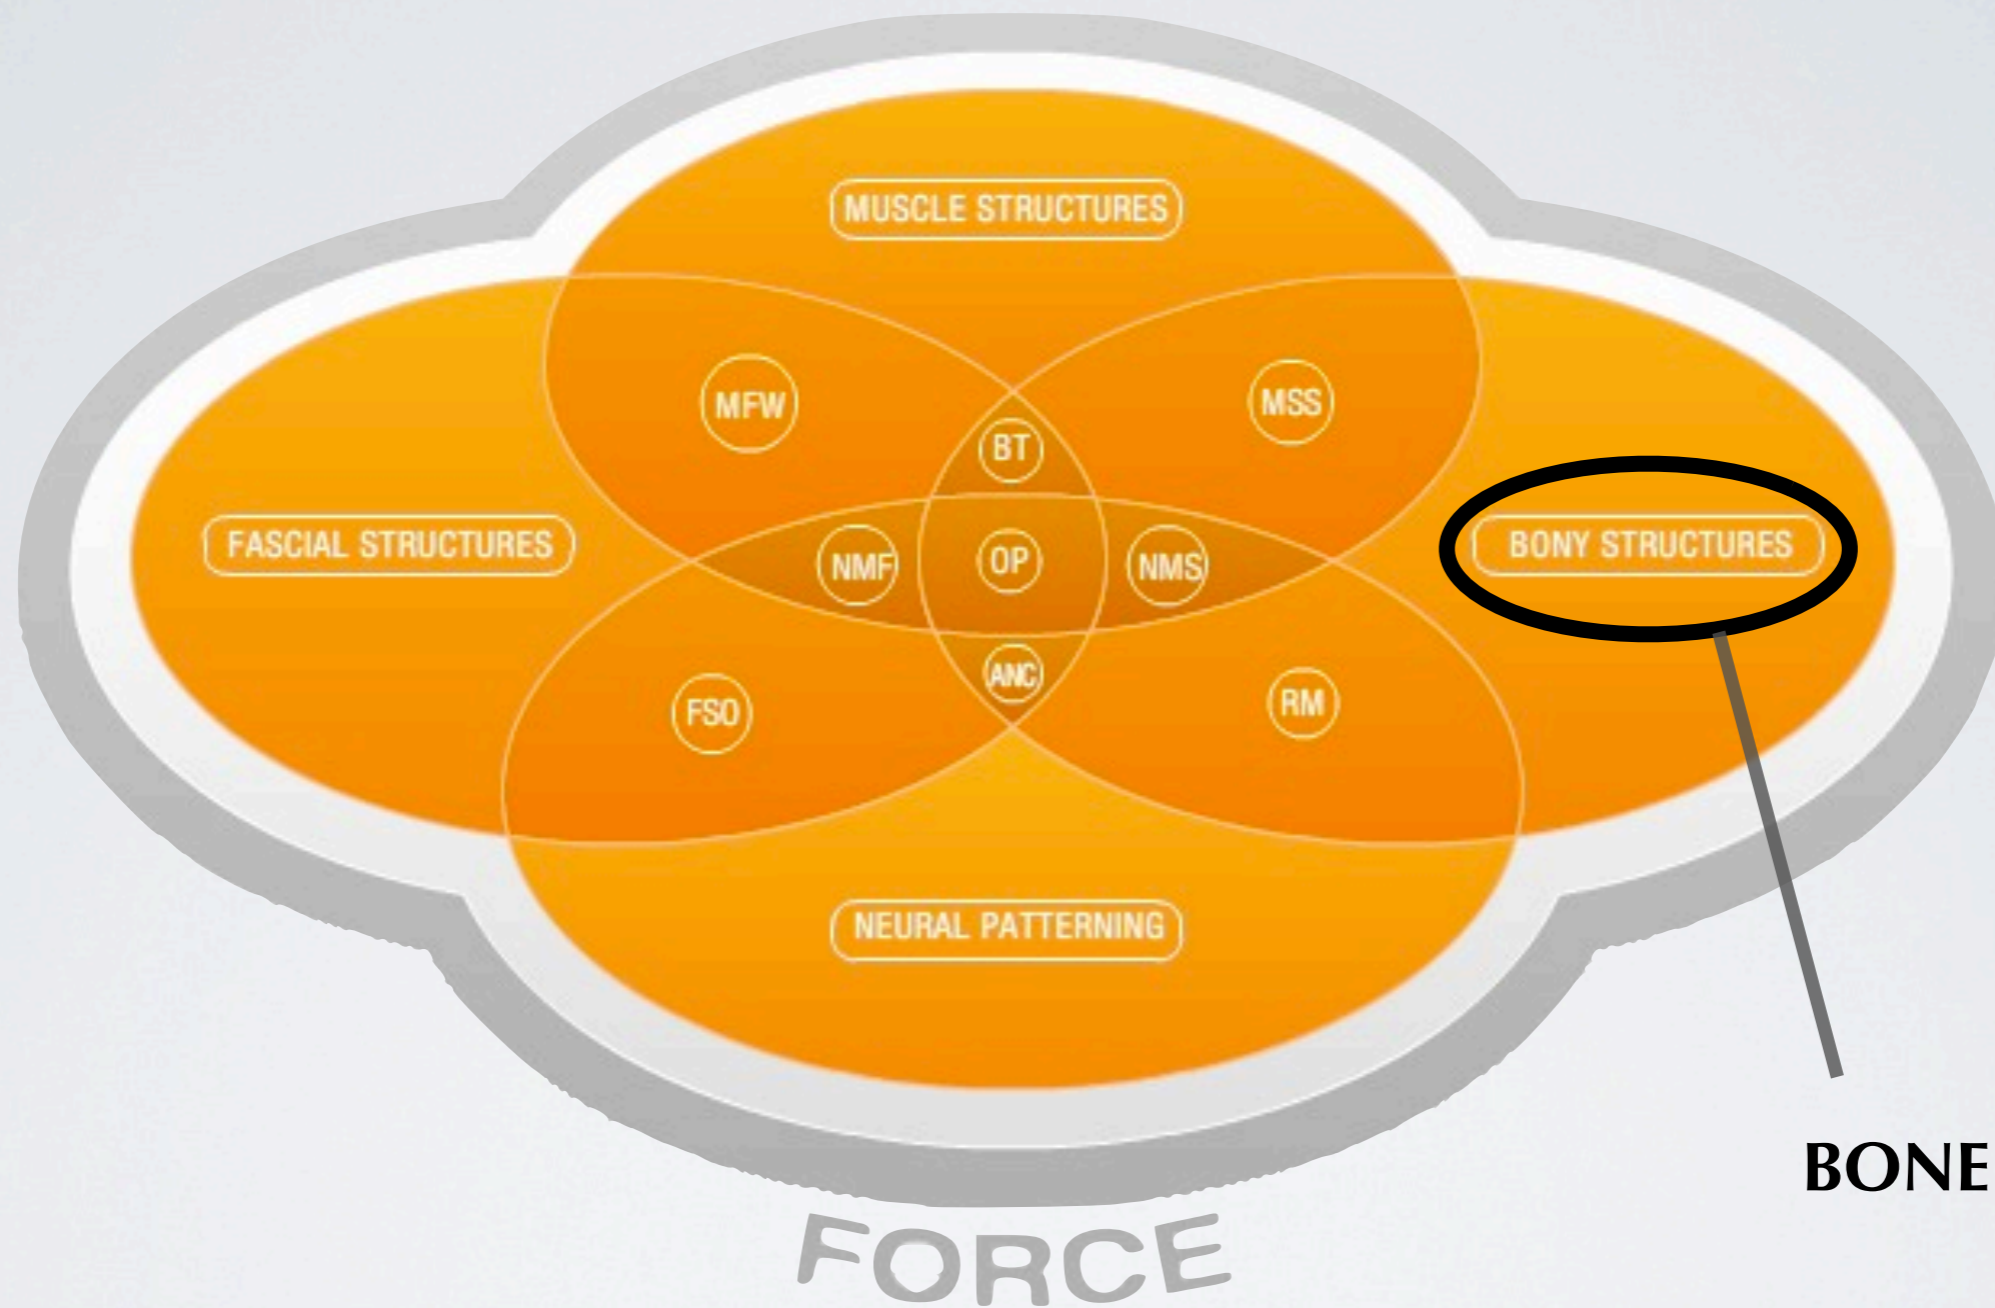 MUSCLE STRUCTURES
MFW
MSS
BT
FASCIAL STRUCTURES
BONY STRUCTURES
NMF
OP
NMS
ANC
FSO
RM
NEURAL PATTERNING
BONE
FORCE